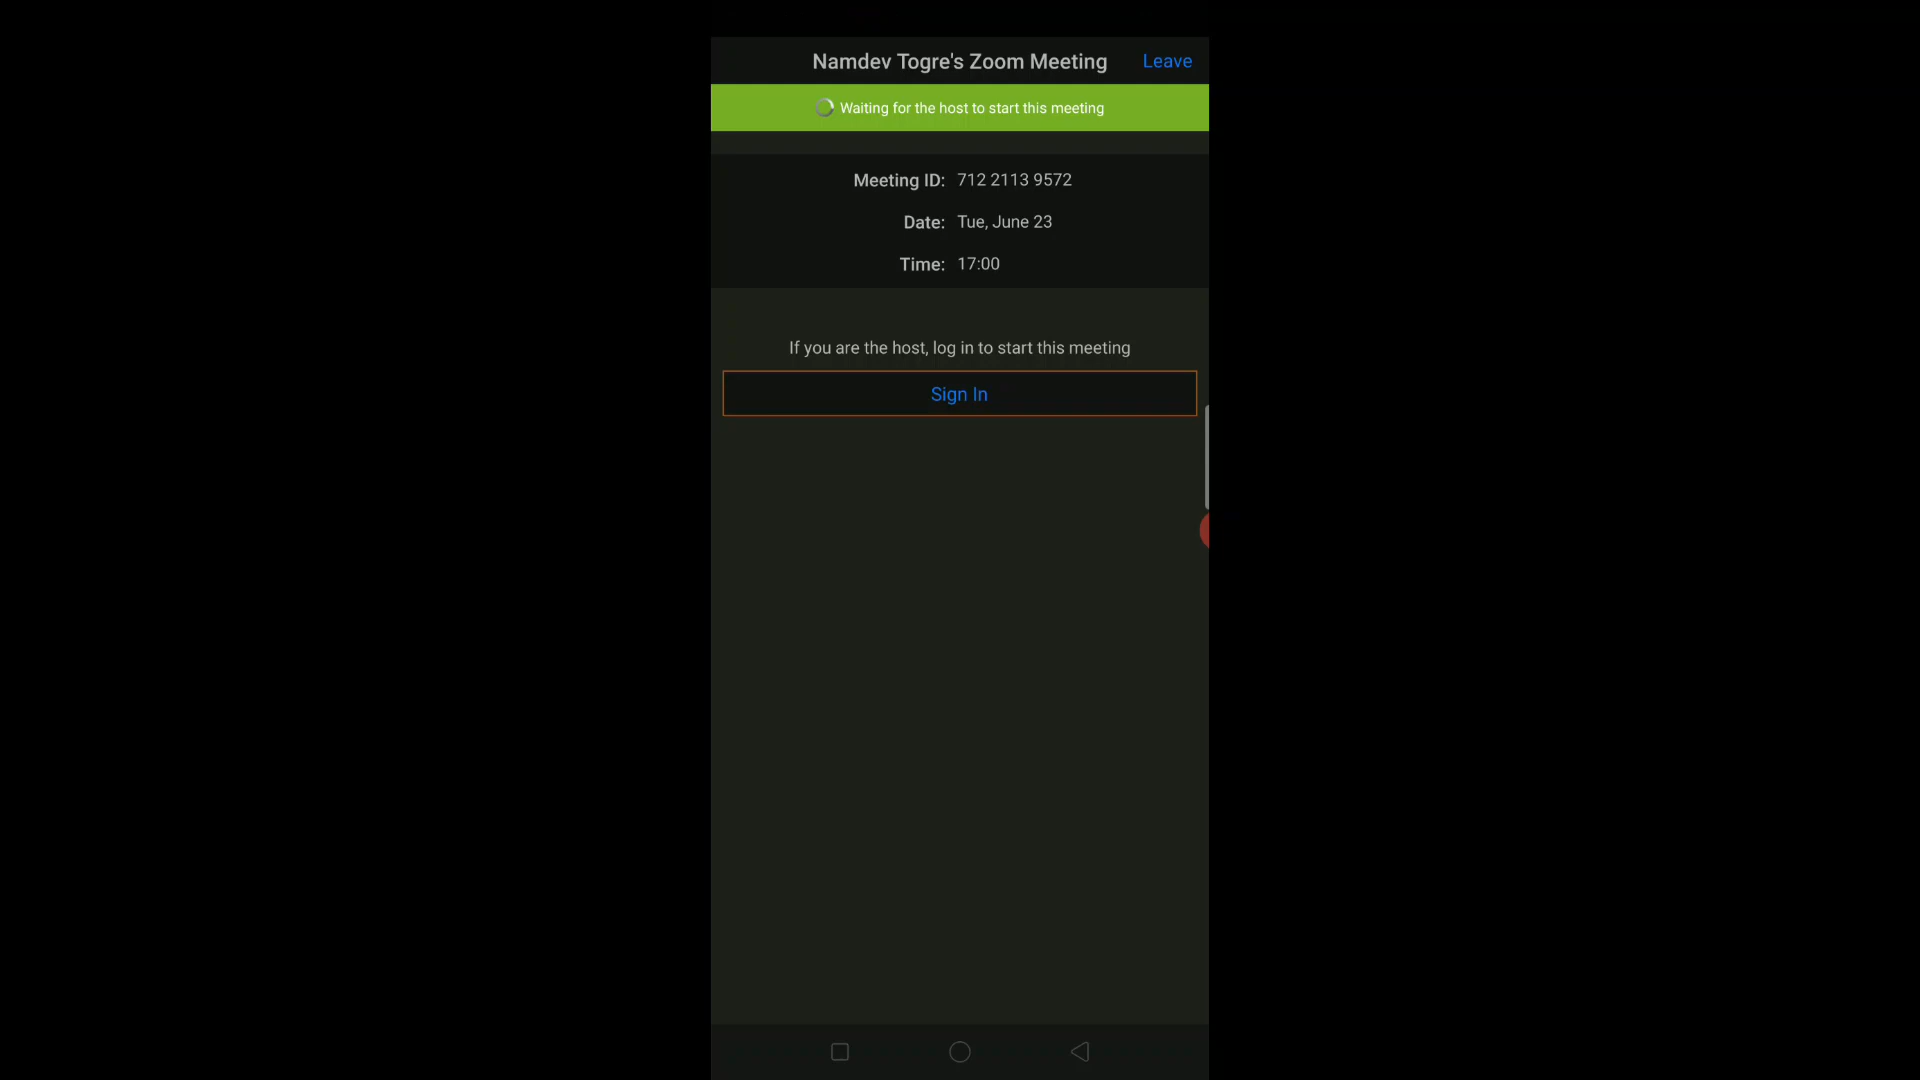 Namdev Togre's Zoom Meeting Leave
Waiting for the host to start this meeting
Meeting ID: 712 2113 9572
Date: Tue, June 23
Time: 17:00
If you are the host, log in to start this meeting
Sign In